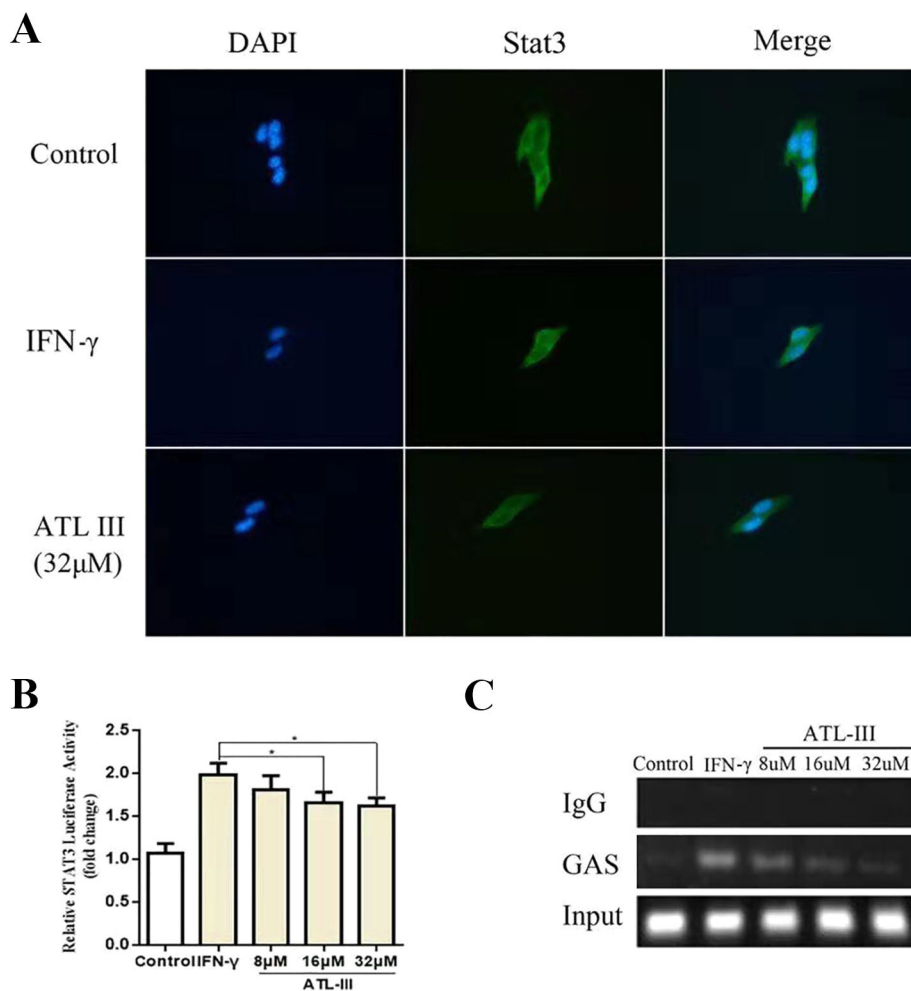 A
DAPI Stat3 Merge
Control
IFN-γ
ATL III
(32μM)
B
Relative STAT3 Luciferase Activity
(fold change)
2.5
2.0
1.5
1.0
0.5
0.0
* 
*
Control IFN-γ 8μM 16μM 32μM
ATL-III
C
ATL-III
Control IFN-γ 8uM 16uM 32uM
IgG
GAS
Input